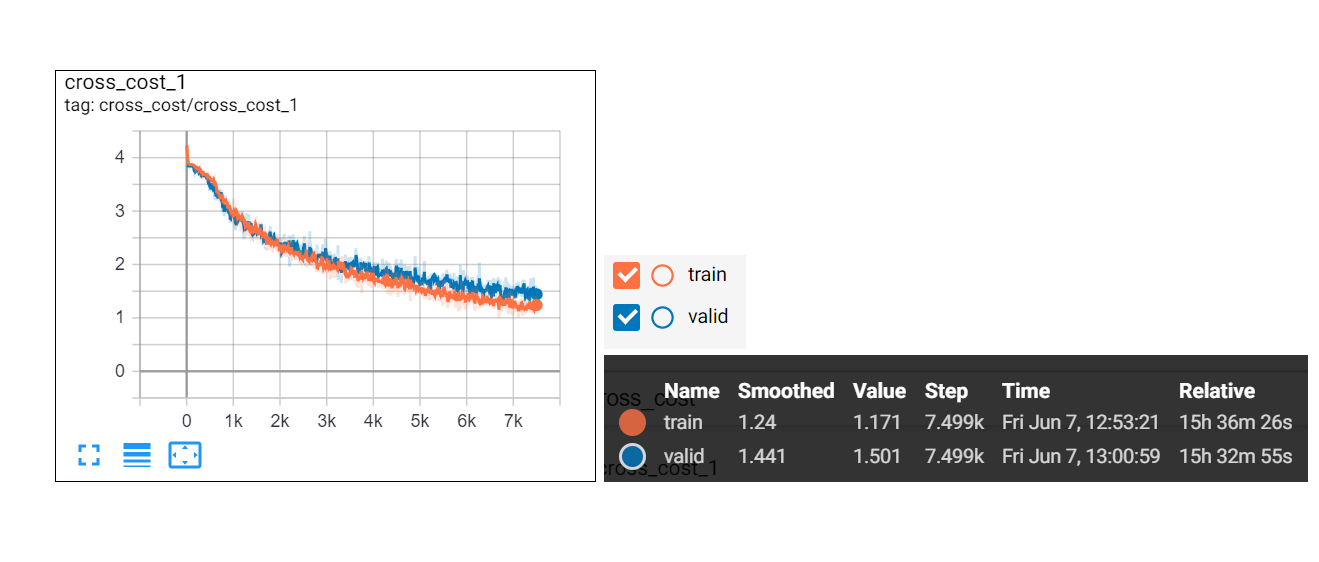 cross_cost_1
tag: cross_cost/cross_cost_1
4
3
2
1
0
0 1k 2k 3k 4k 5k 6k 7k
train
valid
Name Smoothed Value Step Time Relative
ross_cost
train 1.24 1.171 7.499k Fri Jun 7, 12:53:21 15h 36m 26s
valid 1.441 1.501 7.499k Fri Jun 7, 13:00:59 15h 32m 55s
cross_cost_1